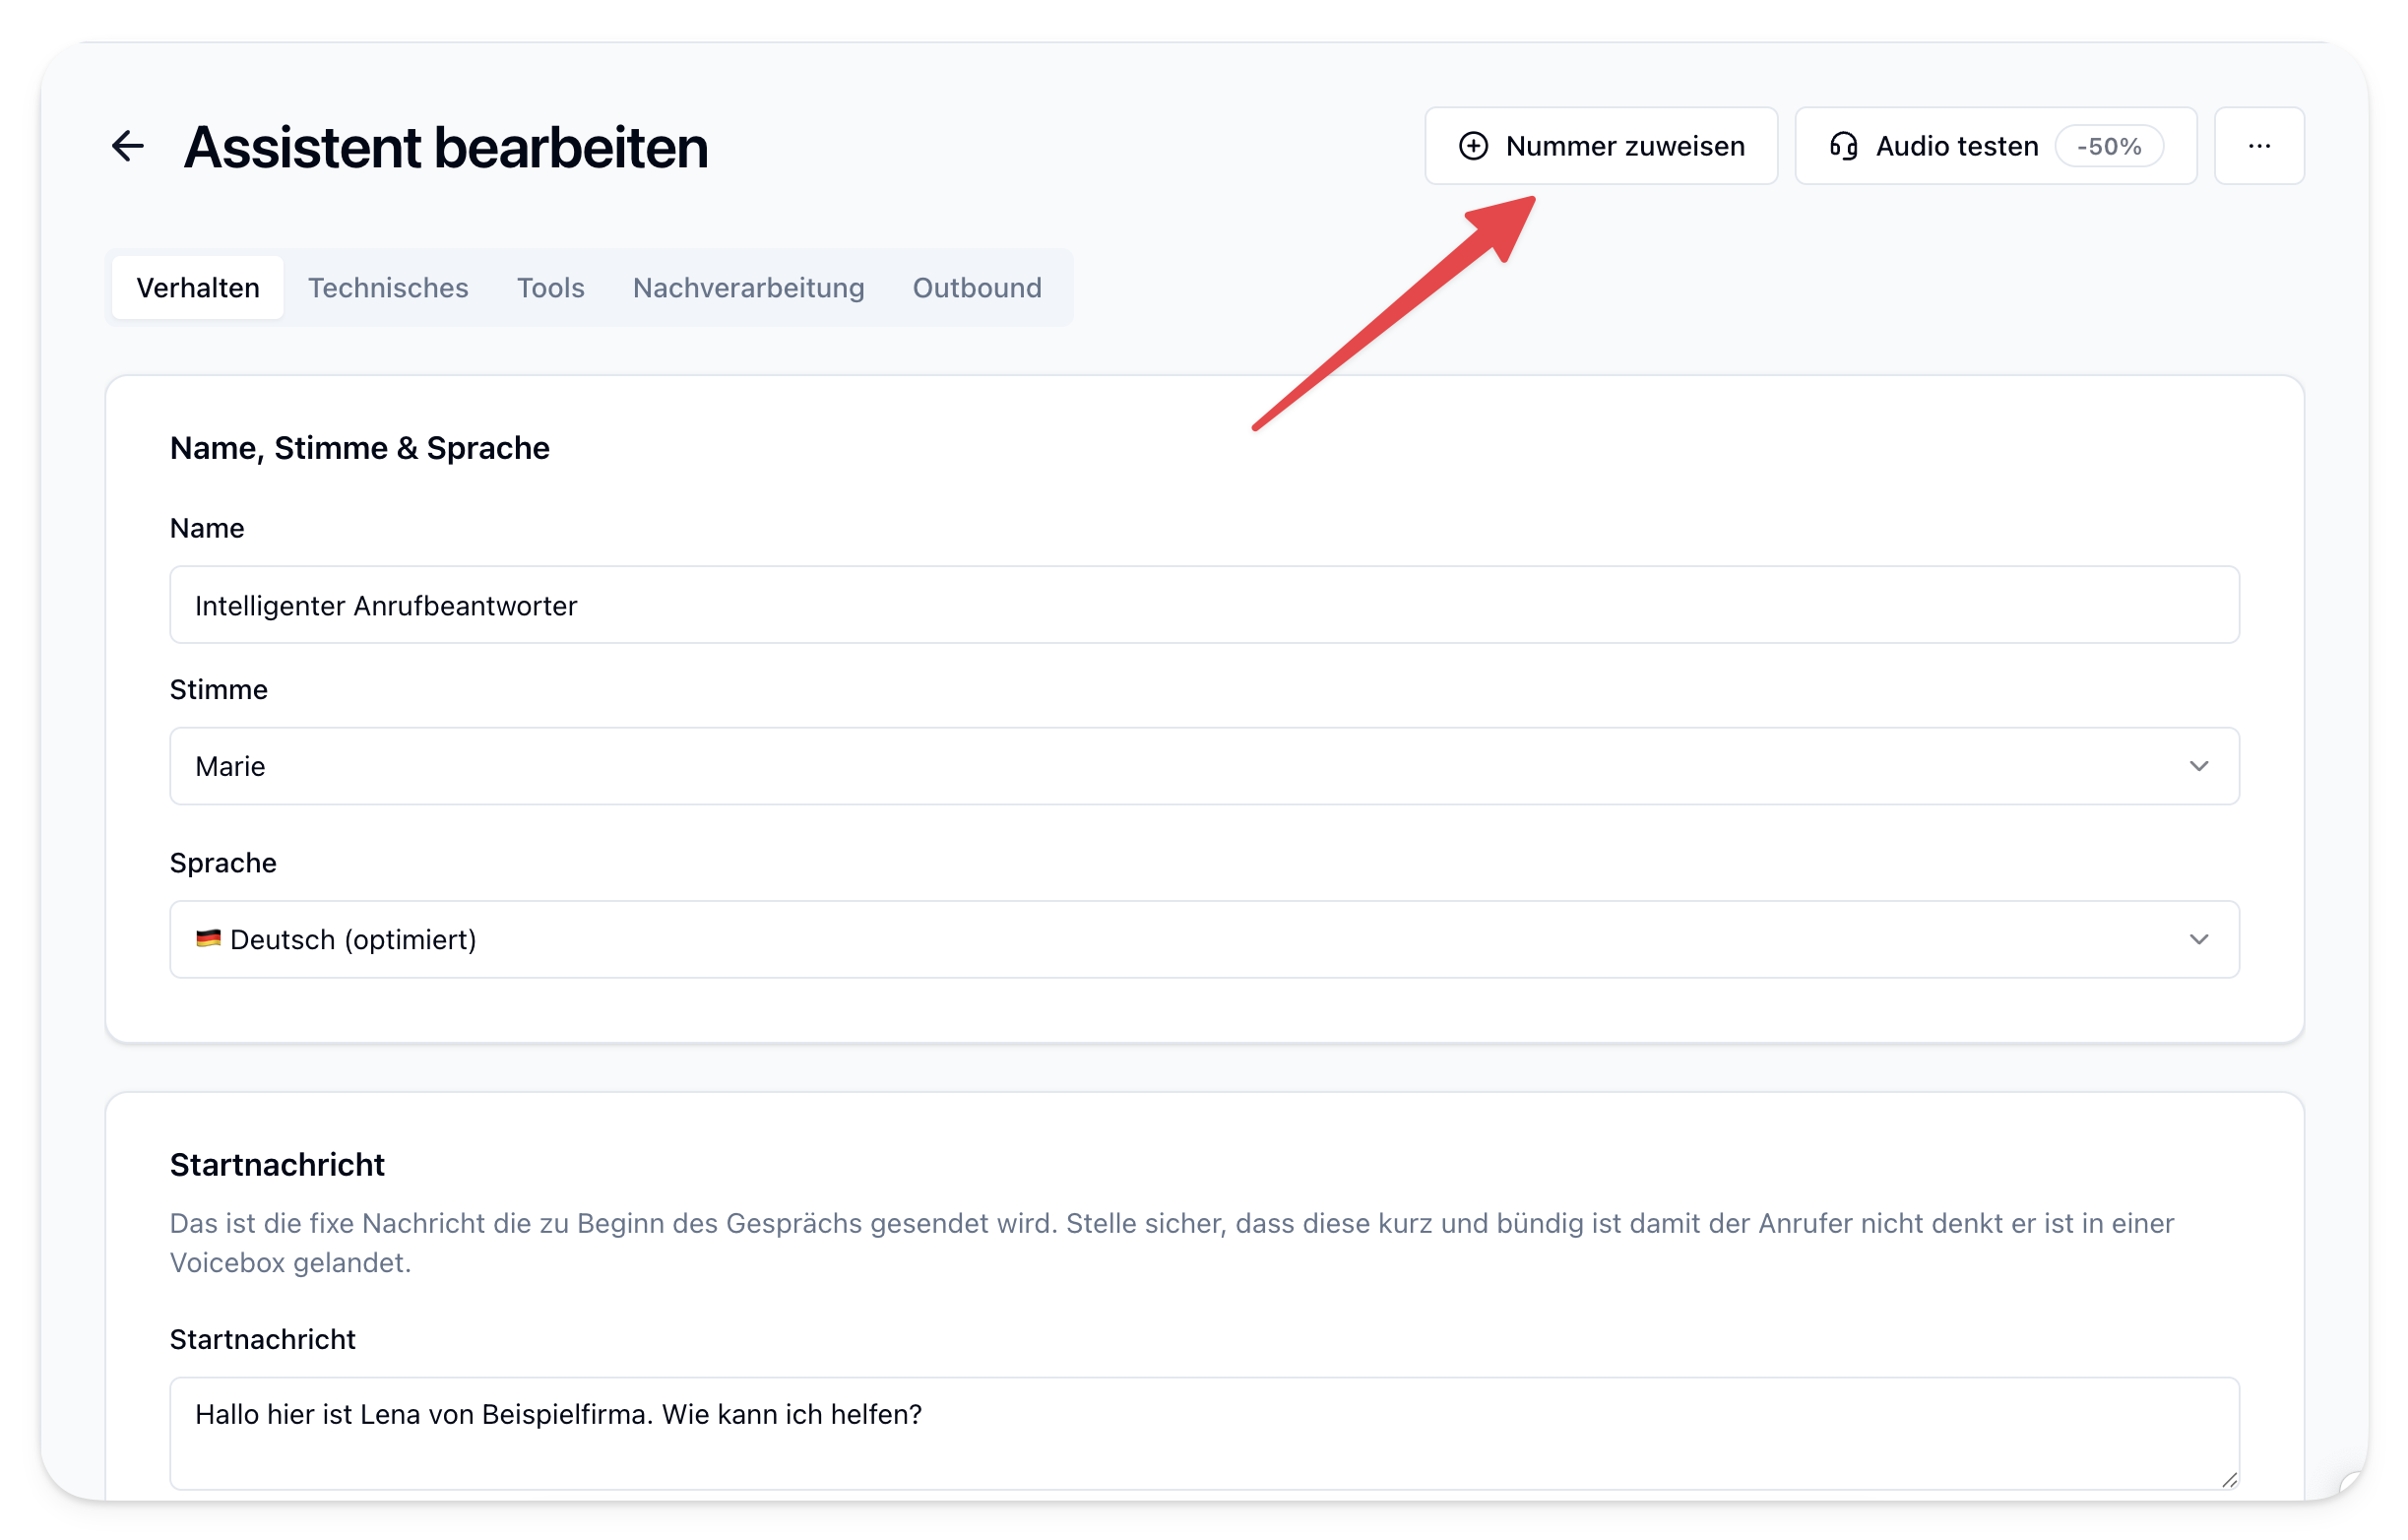 Assistent bearbeiten
Nummer zuweisen
Audio testen -50%
Verhalten Technisches Tools Nachverarbeitung Outbound
Name, Stimme & Sprache
Name
Intelligenter Anrufbeantworter
Stimme
Marie
Sprache
Deutsch (optimiert)
Startnachricht
Das ist die fixe Nachricht die zu Beginn des Gesprächs gesendet wird. Stelle sicher, dass diese kurz und bündig ist damit der Anrufer nicht denkt er ist in einer
Voicebox gelandet.
Startnachricht
Hallo hier ist Lena von Beispielfirma. Wie kann ich helfen?